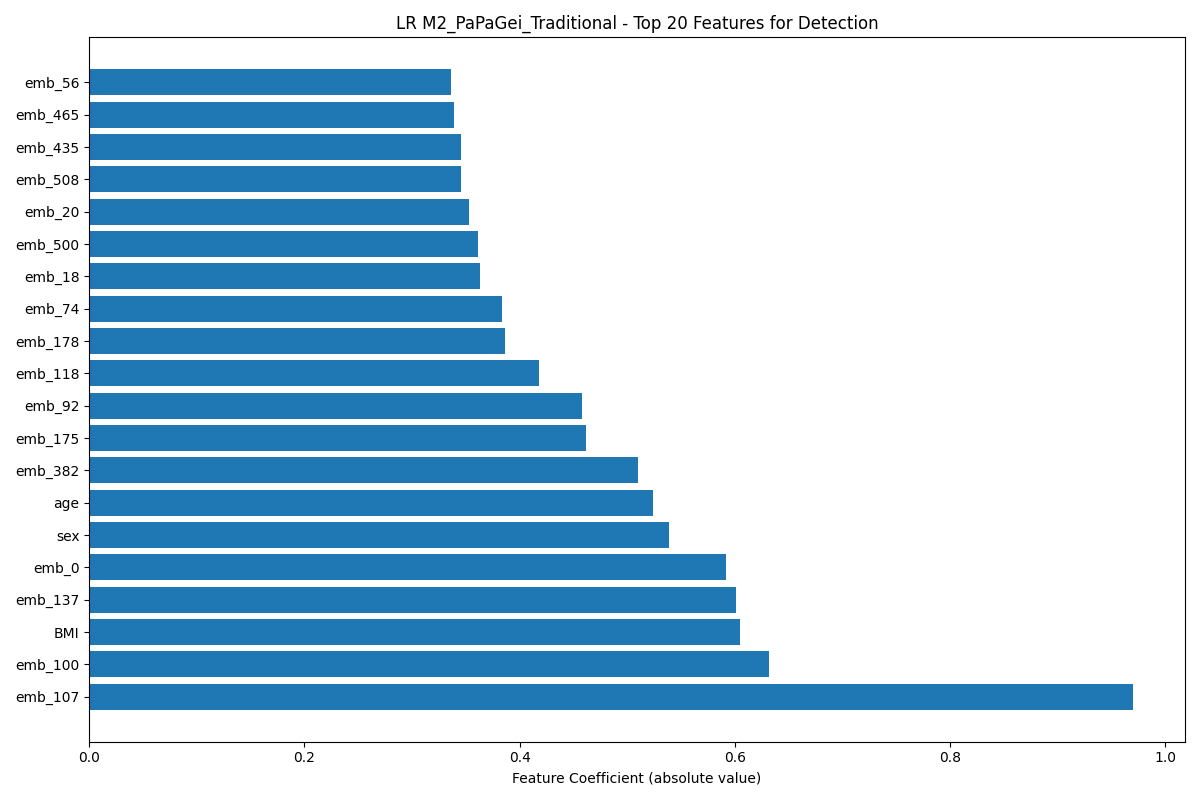 LR M2_PaPaGei_Traditional - Top 20 Features for Detection
emb_56
emb_465
emb_435
emb_508
emb_20
emb_500
emb_18
emb_74
emb_178
emb_118
emb_92
emb_175
emb_382
age
sex
emb_0
emb_137
BMI
emb_100
emb_107
0.0 0.2 0.4 0.6 0.8 1.0
Feature Coefficient (absolute value)